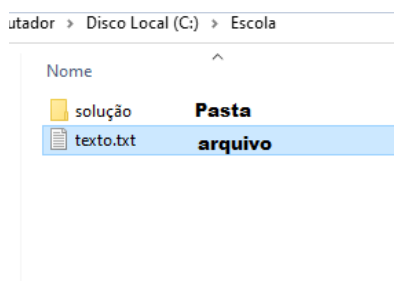 utador > Disco Local (C:) > Escola
Nome
solução Pasta
texto.txt arquivo